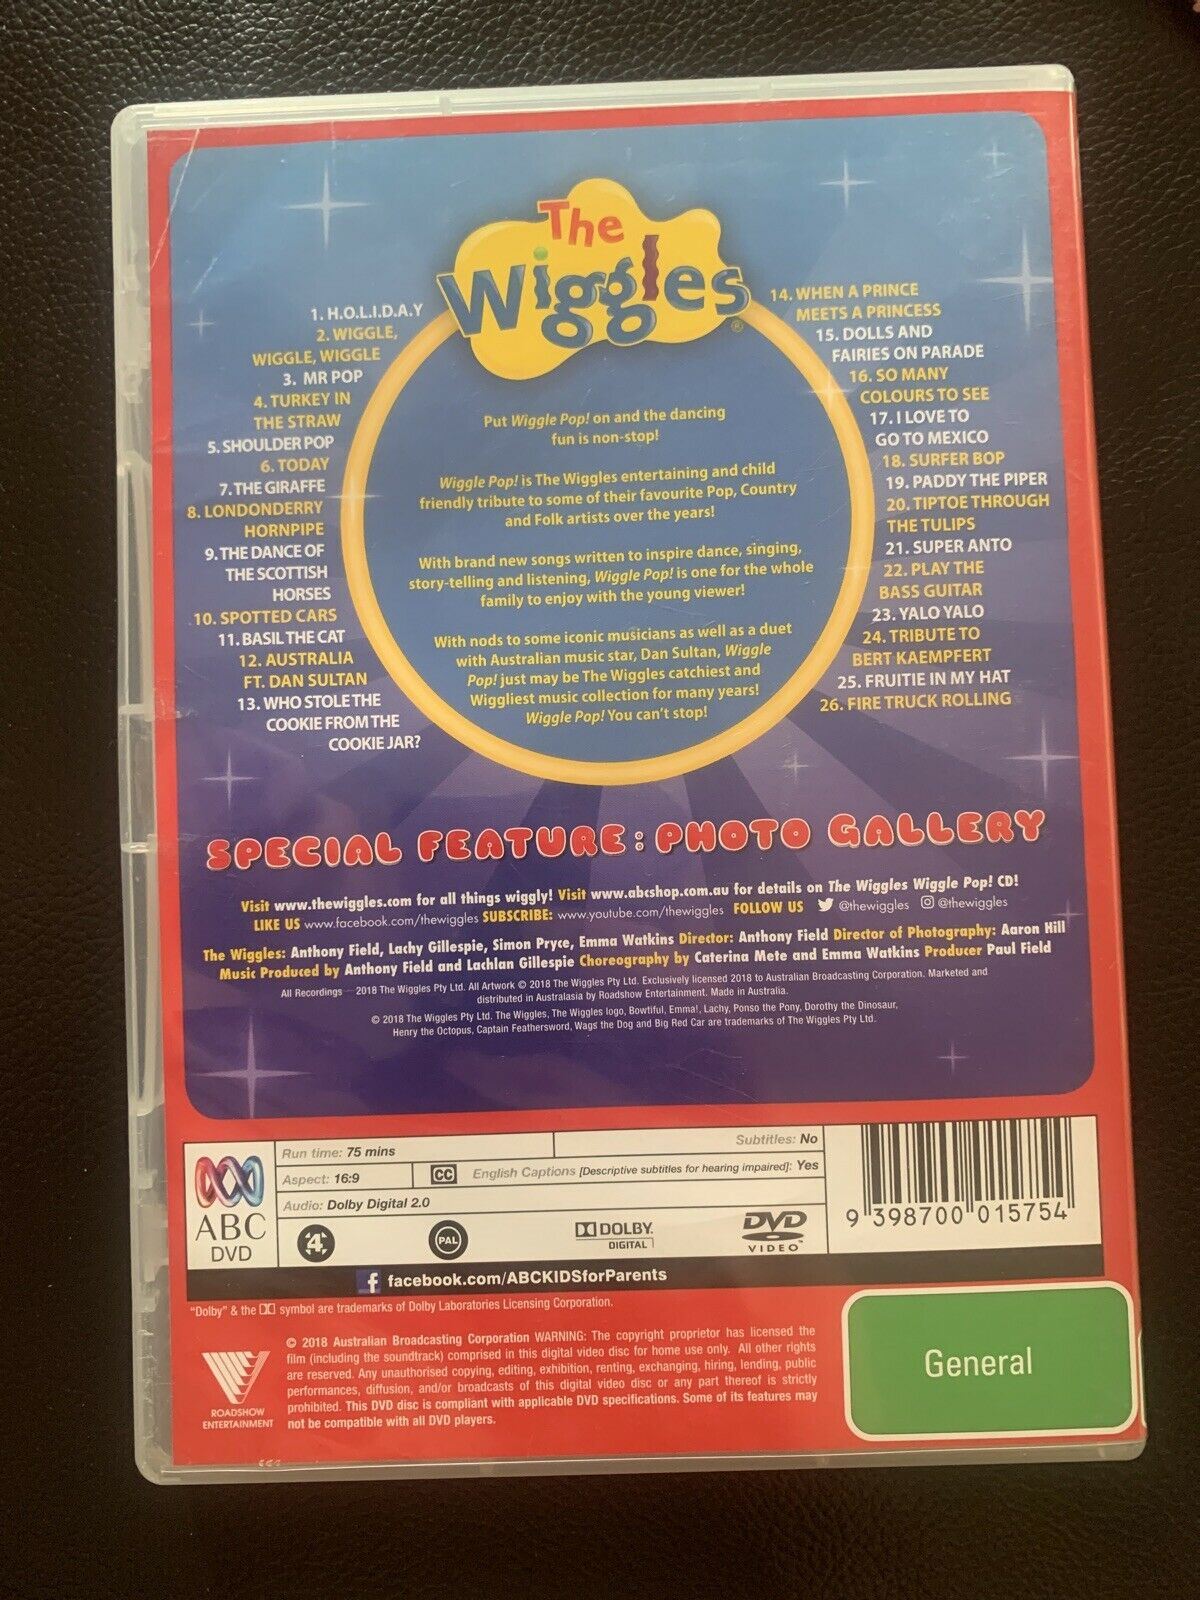 The
Wiggles®
1. H.O.L.I.D.A.Y
2. WIGGLE,
WIGGLE, WIGGLE
3. MR POP
4. TURKEY IN
THE STRAW
5. SHOULDER POP
6. TODAY
7. THE GIRAFFE
8. LONDONDERRY
HORNPIPE
9. THE DANCE OF
THE SCOTTISH
HORSES
10. SPOTTED CARS
11. BASIL THE CAT
12. AUSTRALIA
FT. DAN SULTAN
13. WHO STOLE THE
COOKIE FROM THE
COOKIE JAR?
Put Wiggle Pop! on and the dancing
fun is non-stop!
Wiggle Pop! is The Wiggles entertaining and child
friendly tribute to some of their favourite Pop, Country
and Folk artists over the years!
With brand new songs written to inspire dance, singing,
story-telling and listening, Wiggle Pop! is one for the whole
family to enjoy with the young viewer!
With nods to some iconic musicians as well as a duet
with Australian music star, Dan Sultan, Wiggle
Pop! just may be The Wiggles catchiest and
Wiggliest music collection for many years!
Wiggle Pop! You can't stop!
14. WHEN A PRINCE
MEETS A PRINCESS
15. DOLLS AND
FAIRIES ON PARADE
16. SO MANY
COLOURS TO SEE
17. I LOVE TO
GO TO MEXICO
18. SURFER BOP
19. PADDY THE PIPER
20. TIPTOE THROUGH
THE TULIPS
21. SUPER ANTO
22. PLAY THE
BASS GUITAR
23. YALO YALO
24. TRIBUTE TO
BERT KAEMPFERT
25. FRUITIE IN MY HAT
26. FIRE TRUCK ROLLING
SPECIAL FEATURE: PHOTO GALLERY
Visit www.thewiggles.com for all things wiggly! Visit www.abcshop.com.au for details on The Wiggles Wiggle Pop! CD!
LIKE US www.facebook.com/thewiggles SUBSCRIBE: www.youtube.com/thewiggles FOLLOW US @thewiggles @thewiggles
The Wiggles: Anthony Field, Lachy Gillespie, Simon Pryce, Emma Watkins Director: Anthony Field Director of Photography: Aaron Hill
Music Produced by Anthony Field and Lachlan Gillespie Choreography by Caterina Mete and Emma Watkins Producer Paul Field
All Recordings 2018 The Wiggles Pty Ltd. All Artwork © 2018 The Wiggles Pty Ltd. Exclusively licensed 2018 to Australian Broadcasting Corporation. Marketed and
distributed in Australasia by Roadshow Entertainment. Made in Australia.
© 2018 The Wiggles Pty Ltd. The Wiggles, The Wiggles logo, Bowtiful, Emma!, Lachy, Ponso the Pony, Dorothy the Dinosaur,
Henry the Octopus, Captain Feathersword, Wags the Dog and Big Red Car are trademarks of The Wiggles Pty Ltd.
ABC
DVD
Run time: 75 mins
Subtitles: No
Aspect: 16:9
CC English Captions [Descriptive subtitles for hearing impaired]: Yes
Audio: Dolby Digital 2.0
4
PAL
DOLBY
DIGITAL
DVD
VIDEO™
9 398700 015754
facebook.com/ABCKIDSforParents
"Dolby" & the symbol are trademarks of Dolby Laboratories Licensing Corporation.
ROADSHOW
ENTERTAINMENT
© 2018 Australian Broadcasting Corporation WARNING: The copyright proprietor has licensed the
film (including the soundtrack) comprised in this digital video disc for home use only. All other rights
are reserved. Any unauthorised copying, editing, exhibition, renting, exchanging, hiring, lending, public
performances, diffusion, and/or broadcasts of this digital video disc or any part thereof is strictly
prohibited. This DVD disc is compliant with applicable DVD specifications. Some of its features may
not be compatible with all DVD players.
General